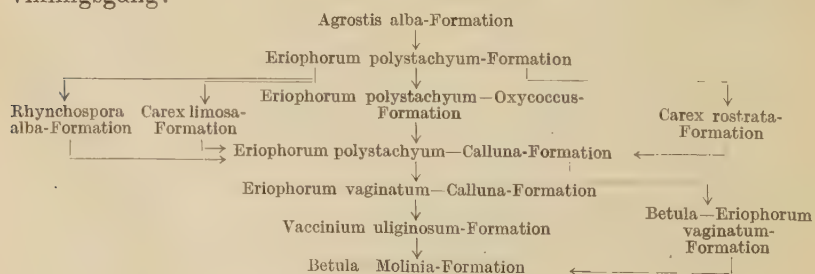 viklingsgang:
Agrostis alba-Formation
Eriophorum polystachyum-Formation
Eriophorum polystachyum—Oxycoccus-
Formation
Rhynchospora
alba-Formation
Carex limosa-
Formation
Carex rostrata-
Formation
Eriophorum polystachyum—Calluna-Formation
Eriophorum vaginatum—Calluna-Formation
Vaccinium uliginosum-Formation
Betula—Eriophorum
vaginatum-
Formation
Betula Molinia-Formation